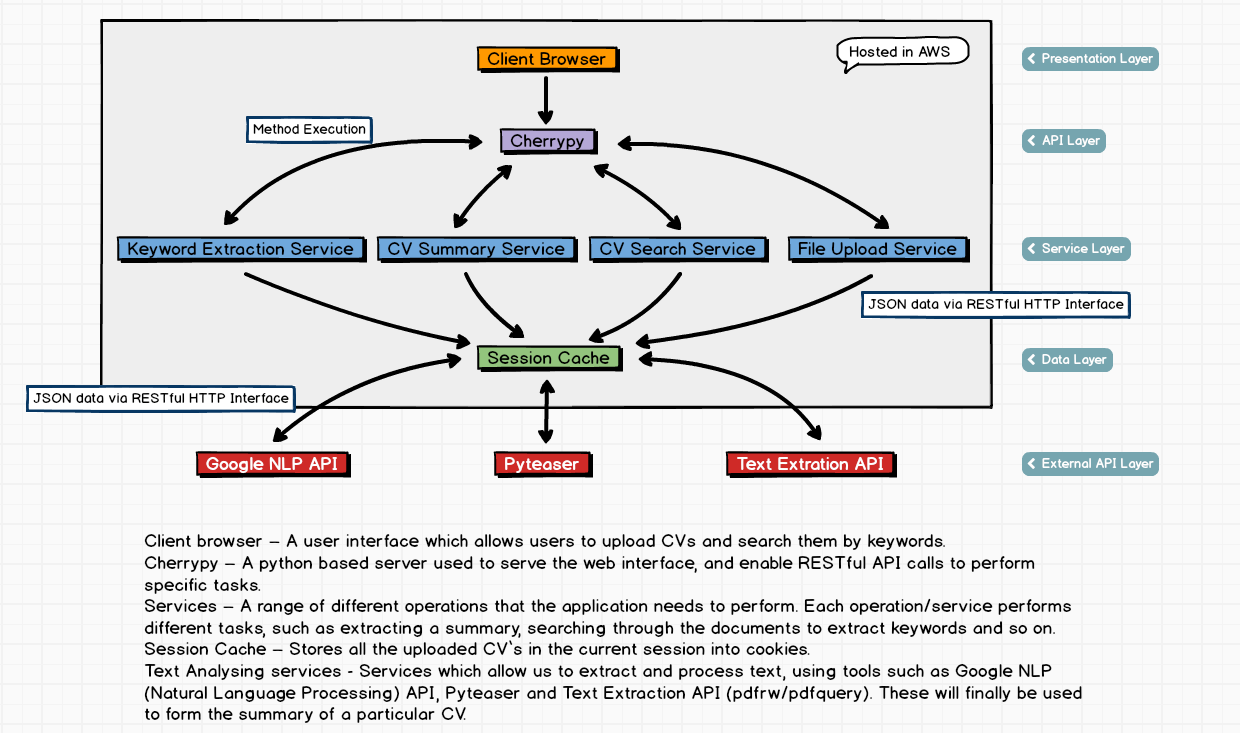 Client Browser
Hosted in AWS
Presentation Layer
Method Execution
Cherrypy
API Layer
Keyword Extraction Service
CV Summary Service
CV Search Service
File Upload Service
Service Layer
JSON data via RESTful HTTP Interface
Session Cache
Data Layer
JSON data via RESTful HTTP Interface
Google NLP API
Pyteaser
Text Extration API
External API Layer
Client browser – A user interface which allows users to upload CVs and search them by keywords.
Cherrypy – A python based server used to serve the web interface, and enable RESTful API calls to perform
specific tasks.
Services – A range of different operations that the application needs to perform. Each operation/service performs
different tasks, such as extracting a summary, searching through the documents to extract keywords and so on.
Session Cache – Stores all the uploaded CV`s in the current session into cookies.
Text Analysing services - Services which allow us to extract and process text, using tools such as Google NLP
(Natural Language Processing) API, Pyteaser and Text Extraction API (pdfrw/pdfquery). These will finally be used
to form the summary of a particular CV.